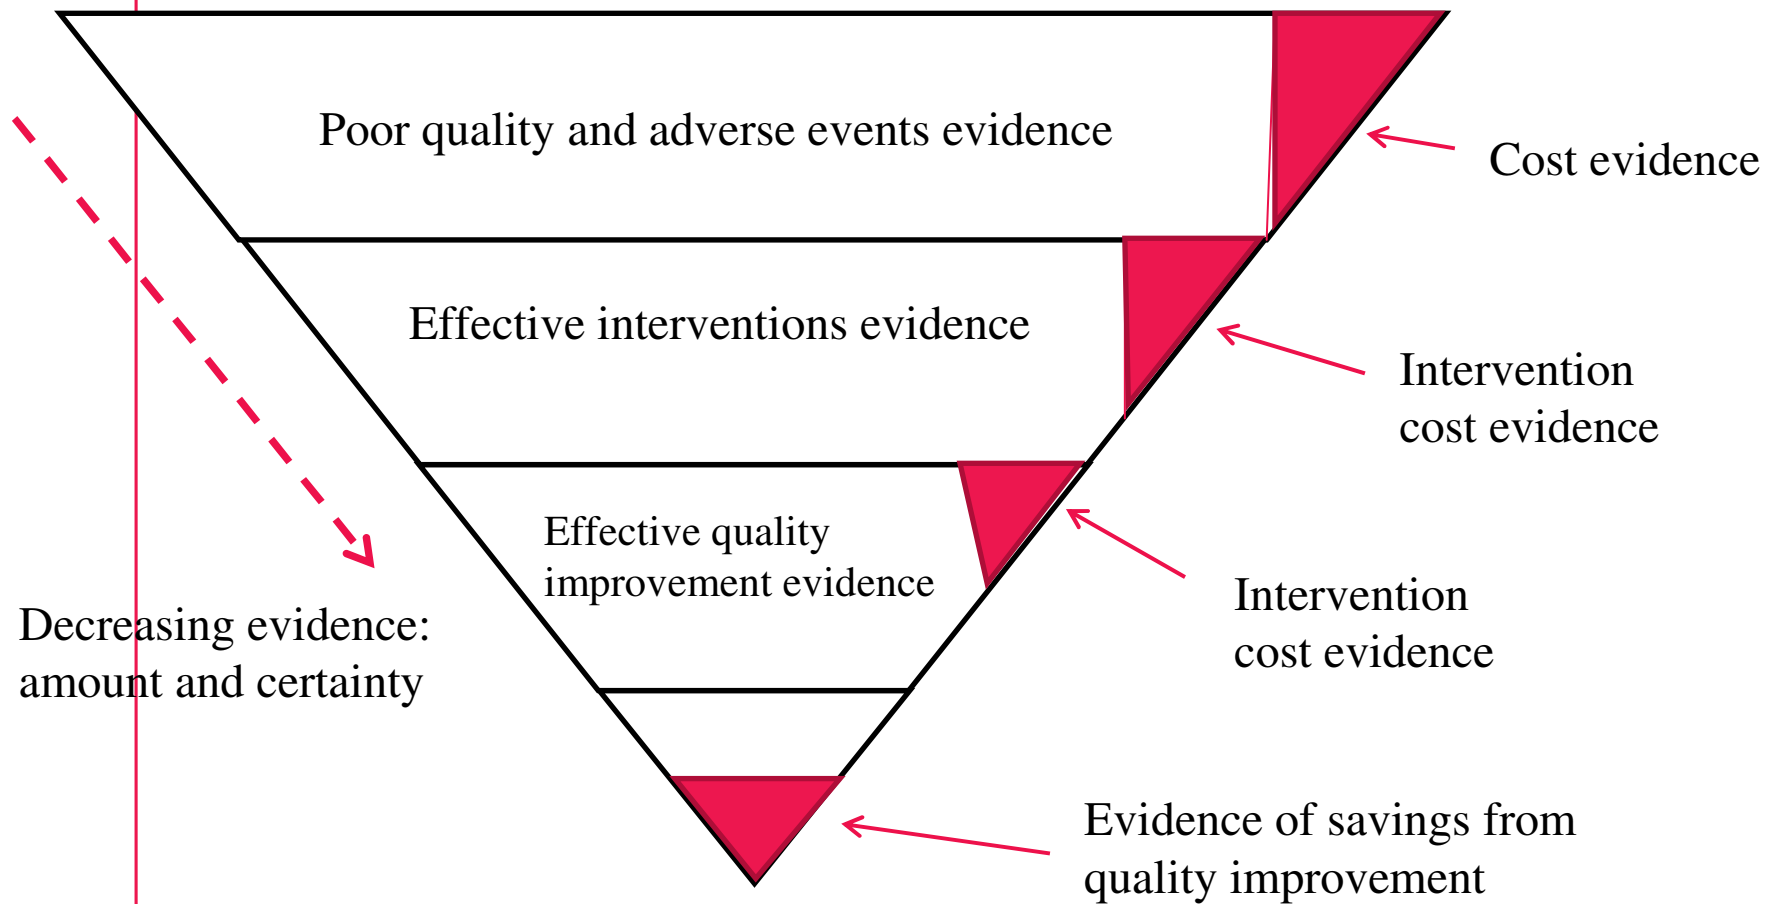 Poor quality and adverse events evidence
Cost evidence
Effective interventions evidence
Intervention
cost evidence
Effective quality
improvement evidence
Intervention
cost evidence
Decreasing evidence:
amount and certainty
Evidence of savings from
quality improvement